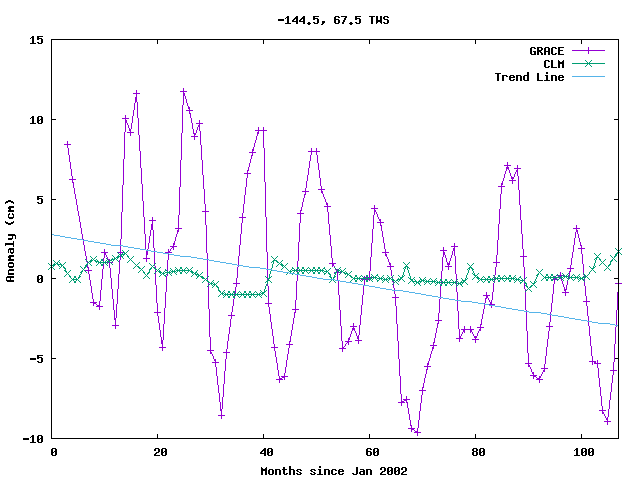 -144.5, 67.5 TWS
GRACE
CLM
Trend Line
15
10
5
0
-5
-10
Anomaly (cm)
0 20 40 60 80 100
Months since Jan 2002